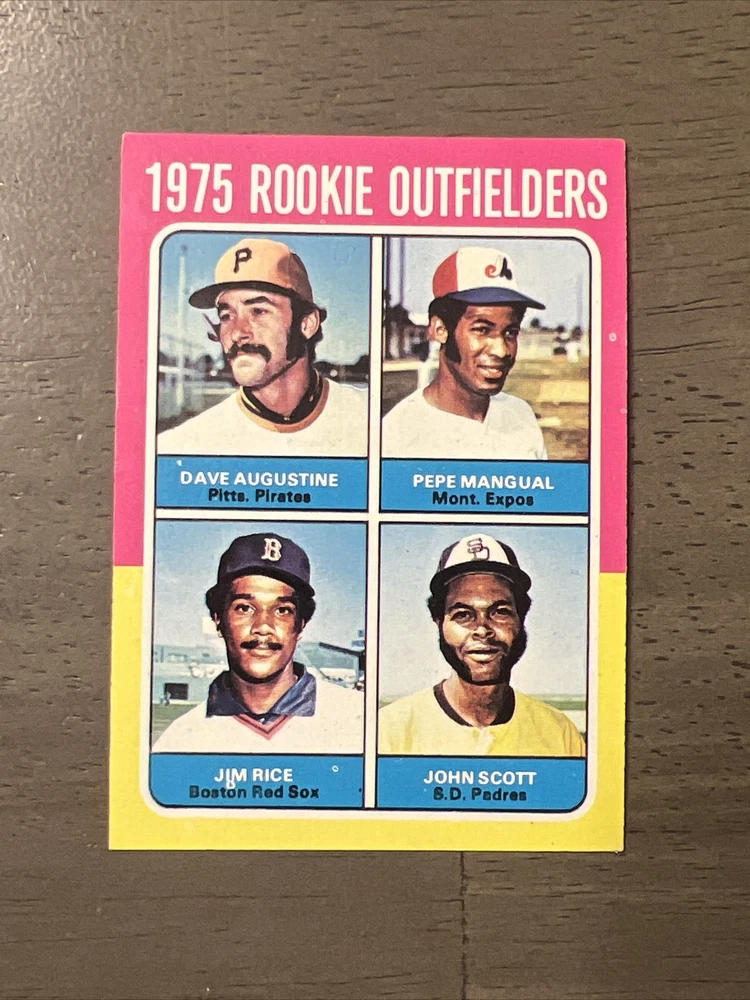 1975 ROOKIE OUTFIELDERS
P
e
DAVE AUGUSTINE
Pitts. Pirates
PEPE MANGUAL
Mont. Expos
B
SD
JIM RICE
Boston Red Sox
JOHN SCOTT
S.D. Padres